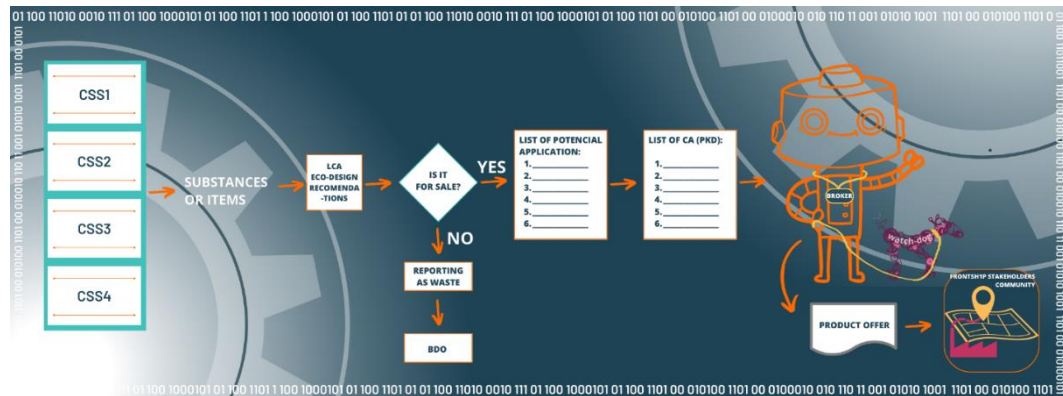 CSS1
CSS2
CSS3
CSS4
SUBSTANCES
OR ITEMS
LCA
ECO-DESIGN
RECOMENDA
-TIONS
IS IT
FOR SALE?
YES
NO
REPORTING
AS WASTE
BDO
LIST OF POTENCIAL
APPLICATION:
1.
2.
3.
4.
5.
6.
LIST OF CA (PKD):
1.
2.
3.
4.
5.
6.
BROKER
watch-dog
PRODUCT OFFER
FRONTSH1P STAKEHOLDERS
COMMUNITY